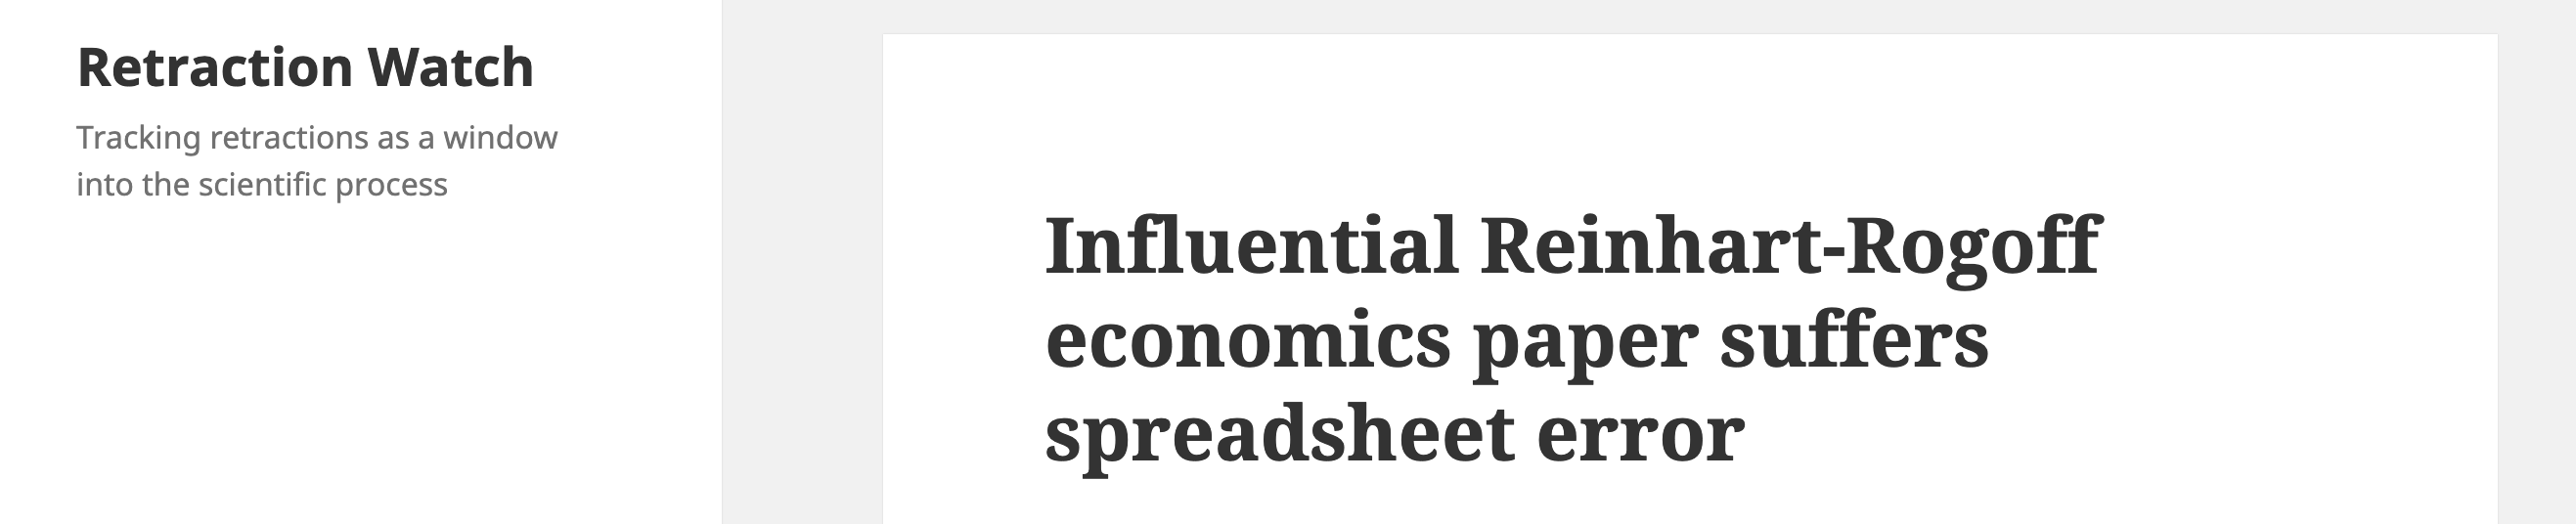 Retraction Watch
Tracking retractions as a window
into the scientific process
Influential Reinhart-Rogoff
economics paper suffers
spreadsheet error